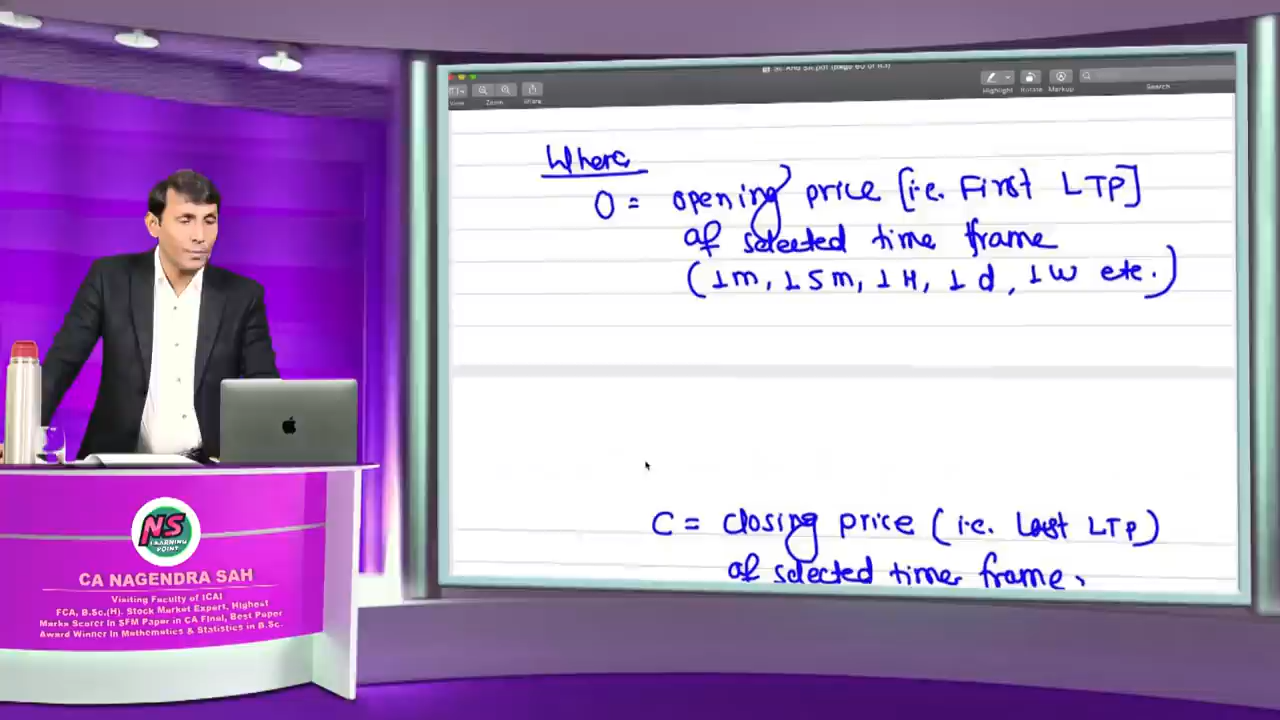 View
Zoom
Share
Highlight
Rotate
Markup
Search
Where
O = opening price [i.e. First LTP]
of selected time frame
(1m, 15m, 1H, 1d, 1W etc.)
C = closing price (i.e. Last LTP)
of selected time frame,
NS
LEARNING
POINT
CA NAGENDRA SAH
Visiting Faculty of ICAI
FCA, B.Sc.(H). Stock Market Expert, Highest
Marks Scorer in SFM Paper in CA Final, Best Paper
Award Winner in Mathematics & Statistics in B.Sc.